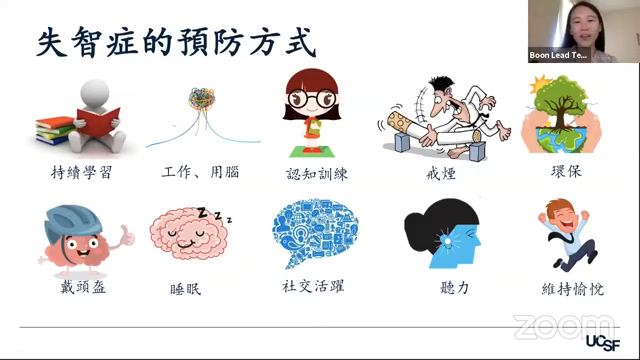 失智症的預防方式
Boon Lead Te...
持續學習
工作、用腦
認知訓練
戒煙
環保
Z z z z
戴頭盔
睡眠
社交活躍
聽力
維持愉悅
zoom
UCSF